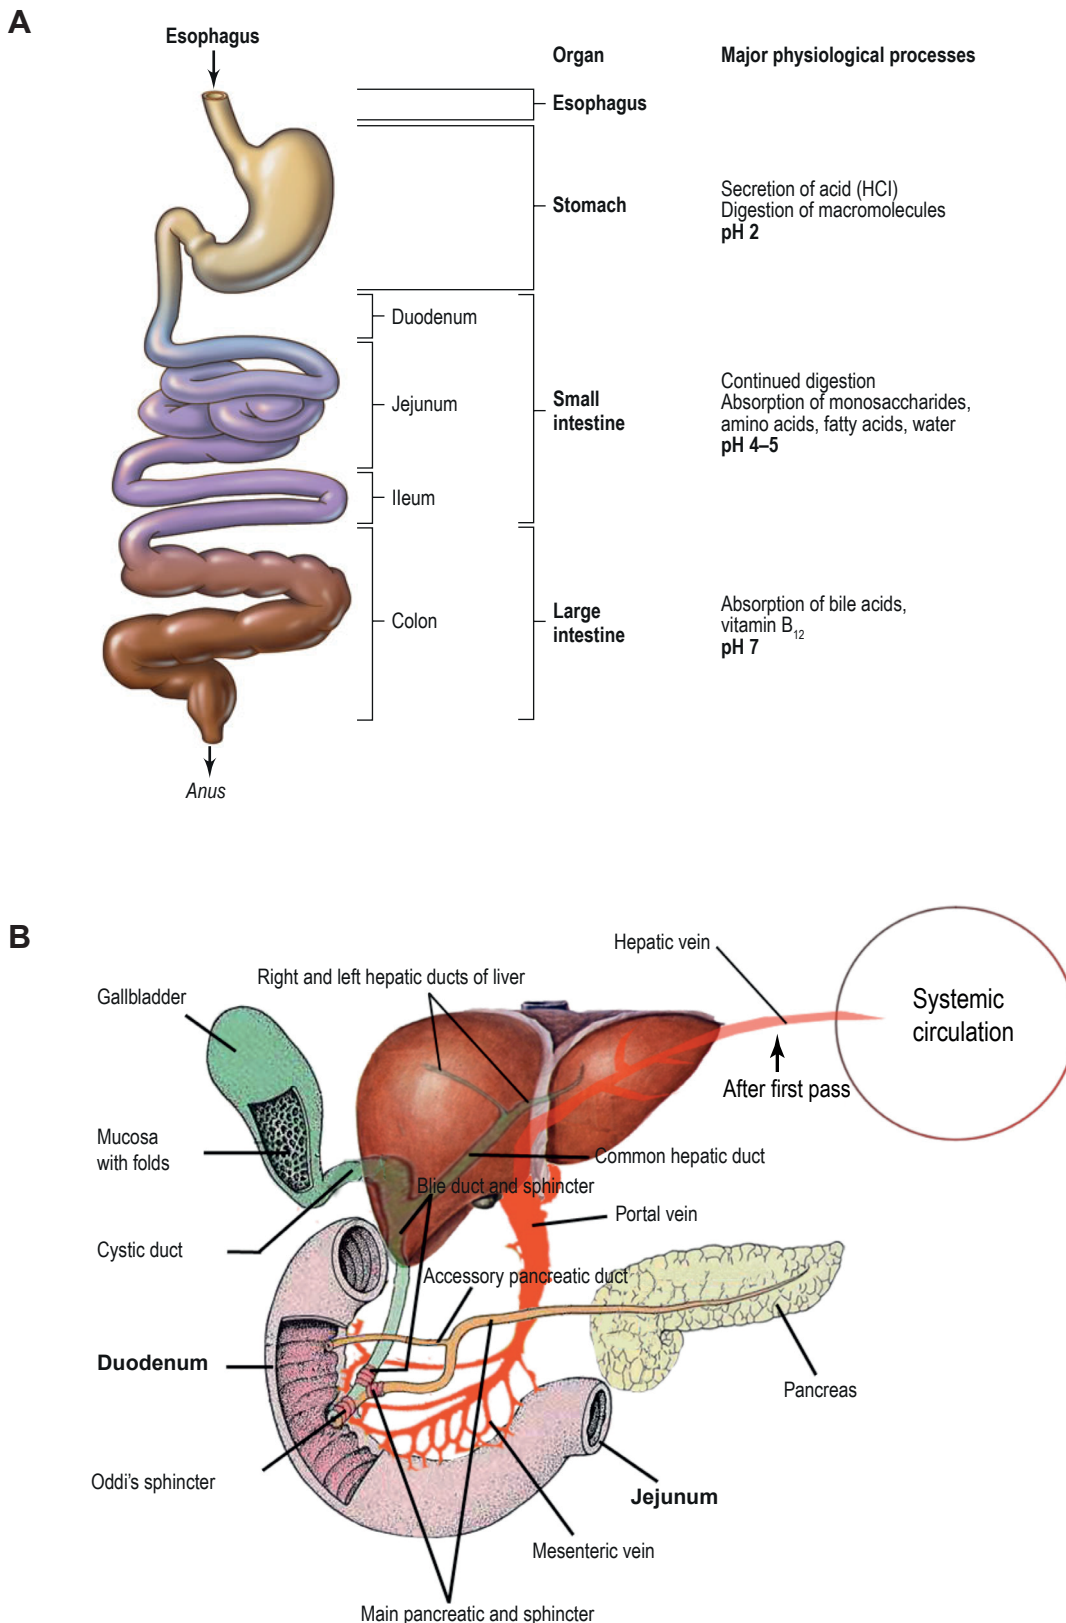 A
Esophagus
Organ
Major physiological processes
Esophagus
Stomach
Secretion of acid (HCl)
Digestion of macromolecules
pH 2
Duodenum
Jejunum
Ileum
Small
intestine
Continued digestion
Absorption of monosaccharides,
amino acids, fatty acids, water
pH 4–5
Colon
Large
intestine
Absorption of bile acids,
vitamin B12
pH 7
Anus
B
Hepatic vein
Right and left hepatic ducts of liver
Gallbladder
Systemic
circulation
After first pass
Mucosa
with folds
Common hepatic duct
Blie duct and sphincter
Portal vein
Cystic duct
Accessory pancreatic duct
Duodenum
Pancreas
Oddi's sphincter
Jejunum
Mesenteric vein
Main pancreatic and sphincter